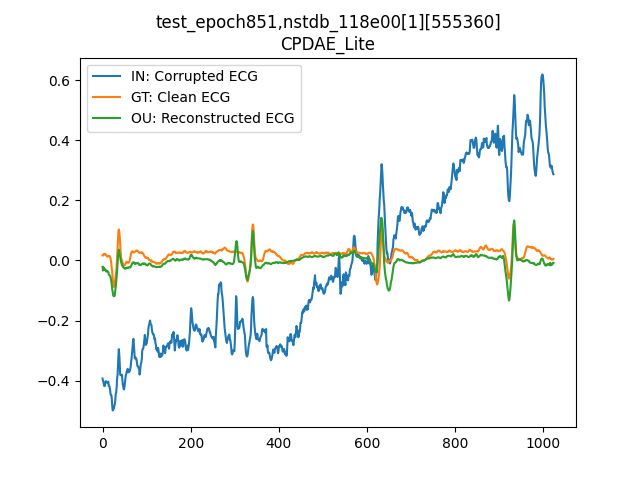 test_epoch851,nstdb_118e00[1][555360]
CPDAE_Lite
IN: Corrupted ECG
GT: Clean ECG
OU: Reconstructed ECG
0.6
0.4
0.2
0.0
−0.2
−0.4
0 200 400 600 800 1000